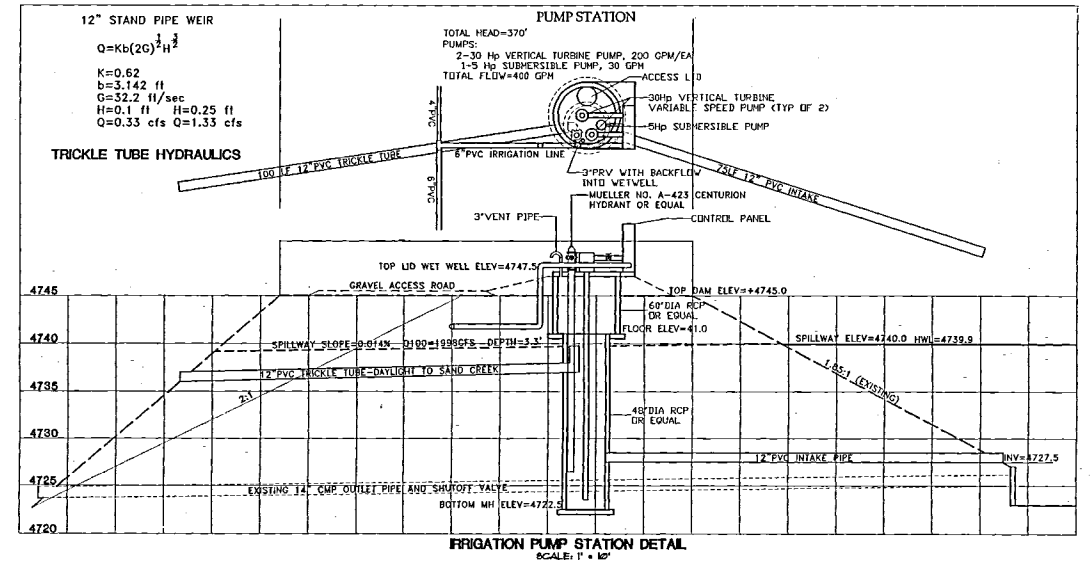 12" STAND PIPE WEIR
Q=Kb(2G)^1/2 H^3/2
K=0.62
b=3.142 ft
G=32.2 ft/sec
H=0.1 ft H=0.25 ft
Q=0.33 cfs Q=1.33 cfs
TRICKLE TUBE HYDRAULICS
PUMP STATION
TOTAL HEAD=370'
PUMPS:
2-30 Hp VERTICAL TURBINE PUMP, 200 GPM/EA
1-5 Hp SUBMERSIBLE PUMP, 30 GPM
TOTAL FLOW=400 GPM
ACCESS LID
30Hp VERTICAL TURBINE
VARIABLE SPEED PUMP (TYP OF 2)
5Hp SUBMERSIBLE PUMP
4"PVC
6"PVC IRRIGATION LINE
100 LF 12"PVC TRICKLE TUBE
6"PVC
75LF 12" PVC INTAKE
3"PRV WITH BACKFLOW
INTO WETWELL
MUELLER NO. A-423 CENTURION
HYDRANT OR EQUAL
3"VENT PIPE
CONTROL PANEL
TOP LID WET WELL ELEV=4747.5
GRAVEL ACCESS ROAD
TOP DAM ELEV=+4745.0
60"DIA RCP
OR EQUAL
FLOOR ELEV=41.0
SPILLWAY SLOPE=0.014% D100=1998CFS DEPTH=3.3'
SPILLWAY ELEV=4740.0 HWL=4739.9
12"PVC TRICKLE TUBE-DAYLIGHT TO SAND CREEK
2:1
1.85:1 (EXISTING)
48"DIA RCP
OR EQUAL
12"PVC INTAKE PIPE
INV=4727.5
EXISTING 14" CMP OUTLET PIPE AND SHUTOFF VALVE
BOTTOM MH ELEV=4722.5
4745
4740
4735
4730
4725
4720
IRRIGATION PUMP STATION DETAIL
SCALE: 1" = 10'